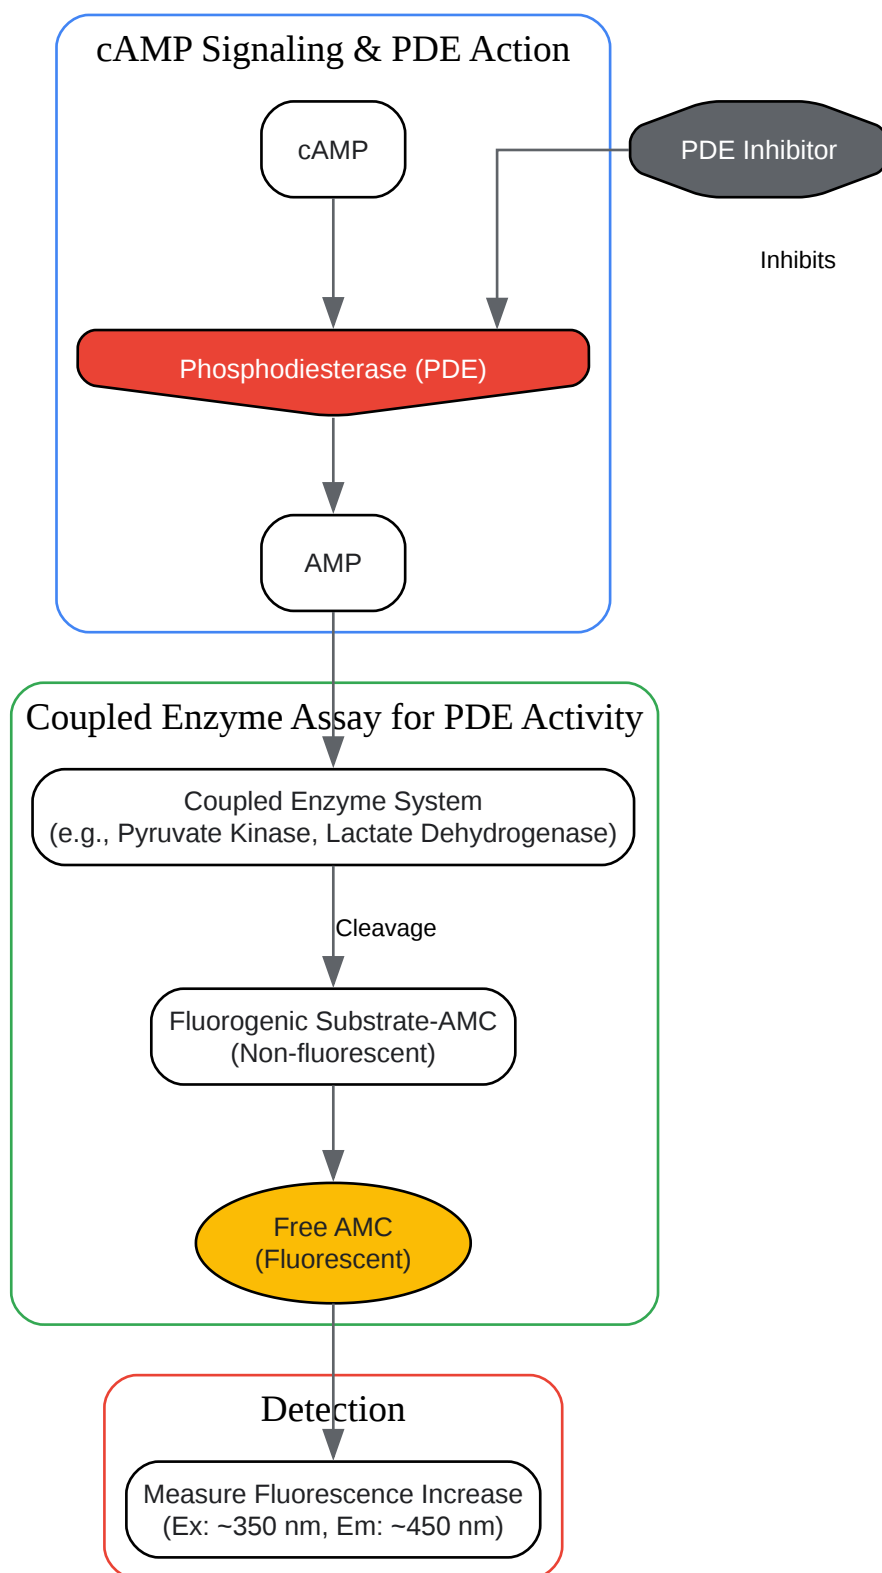 cAMP Signaling & PDE Action
cAMP
PDE Inhibitor
Inhibits
Phosphodiesterase (PDE)
AMP
Coupled Enzyme Assay for PDE Activity
Coupled Enzyme System
(e.g., Pyruvate Kinase, Lactate Dehydrogenase)
Cleavage
Fluorogenic Substrate-AMC
(Non-fluorescent)
Free AMC
(Fluorescent)
Detection
Measure Fluorescence Increase
(Ex: ~350 nm, Em: ~450 nm)